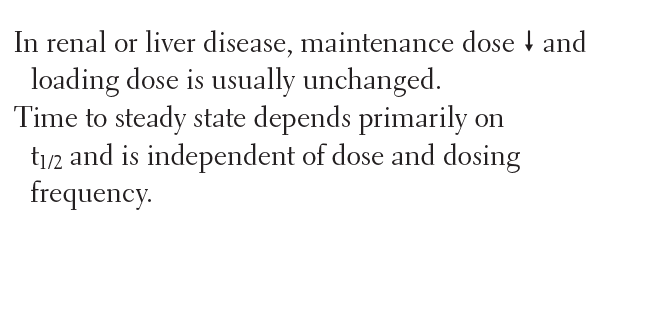 In renal or liver disease, maintenance dose ↓ and
loading dose is usually unchanged.
Time to steady state depends primarily on
t1/2 and is independent of dose and dosing
frequency.